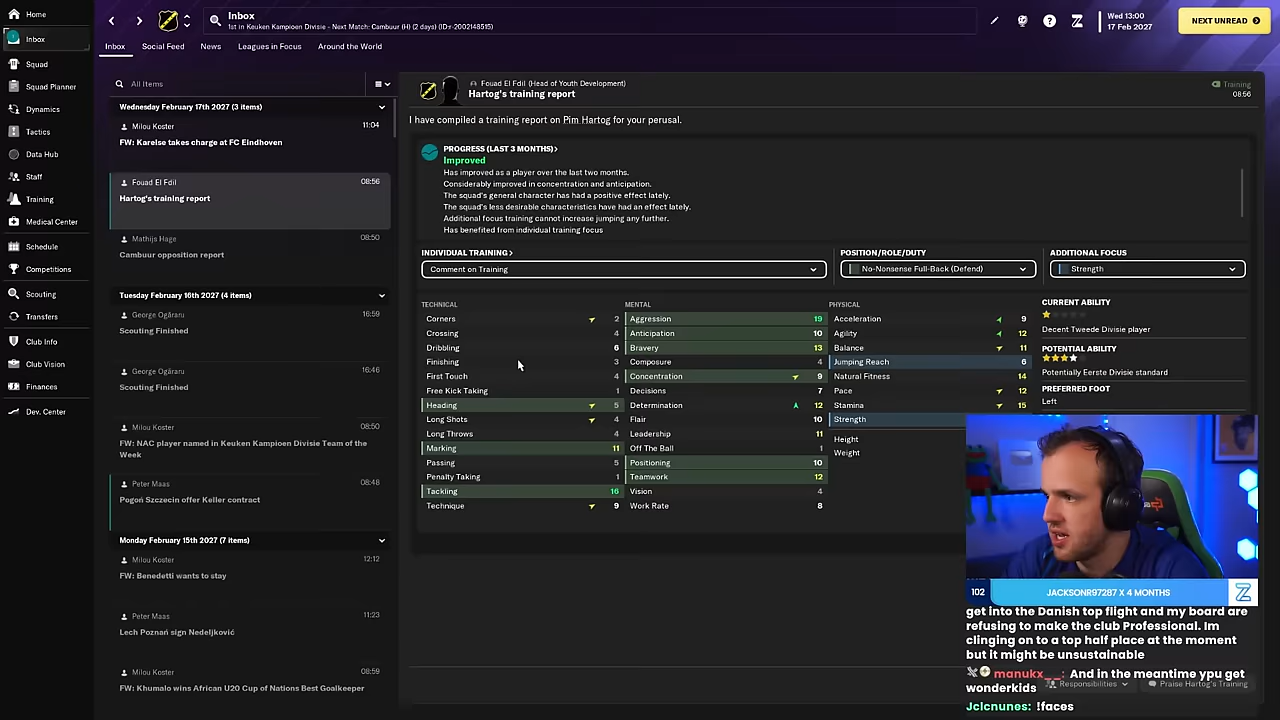 Home
Inbox
Squad
Squad Planner
Dynamics
Tactics
Data Hub
Staff
Training
Medical Center
Schedule
Competitions
Scouting
Transfers
Club Info
Club Vision
Finances
Dev. Center
Inbox
1st in Keuken Kampioen Divisie - Next Match: Cambuur (H) (2 days) (ID:r-2002148515)
Wed 13:00
17 Feb 2027
NEXT UNREAD
Inbox
Social Feed
News
Leagues in Focus
Around the World
All Items
Wednesday February 17th 2027 (3 items)
Milou Koster 11:04
FW: Karelse takes charge at FC Eindhoven
Fouad El Fdil 08:56
Hartog's training report
Mathijs Hage 08:50
Cambuur opposition report
Tuesday February 16th 2027 (4 items)
George Ogăraru 16:59
Scouting Finished
George Ogăraru 16:46
Scouting Finished
Milou Koster 08:50
FW: NAC player named in Keuken Kampioen Divisie Team of the
Week
Peter Maas 08:48
Pogoń Szczecin offer Keller contract
Monday February 15th 2027 (7 items)
Milou Koster 12:12
FW: Benedetti wants to stay
Peter Maas 11:23
Lech Poznań sign Nedeljković
Milou Koster 08:59
FW: Khumalo wins African U20 Cup of Nations Best Goalkeeper
Fouad El Fdil (Head of Youth Development)
Hartog's training report
Training
08:56
I have compiled a training report on Pim Hartog for your perusal.
PROGRESS (LAST 3 MONTHS)
Improved
Has improved as a player over the last two months.
Considerably improved in concentration and anticipation.
The squad's general character has had a positive effect lately.
The squad's less desirable characteristics have had an effect lately.
Additional focus training cannot increase jumping any further.
Has benefited from individual training focus
INDIVIDUAL TRAINING
Comment on Training
POSITION/ROLE/DUTY
No-Nonsense Full-Back (Defend)
ADDITIONAL FOCUS
Strength
TECHNICAL
Corners 2
Crossing 4
Dribbling 6
Finishing 3
First Touch 4
Free Kick Taking 1
Heading 5
Long Shots 4
Long Throws 4
Marking 11
Passing 5
Penalty Taking 1
Tackling 16
Technique 9
MENTAL
Aggression 19
Anticipation 10
Bravery 13
Composure 4
Concentration 9
Decisions 7
Determination 12
Flair 10
Leadership 11
Off The Ball 1
Positioning 10
Teamwork 12
Vision 4
Work Rate 8
PHYSICAL
Acceleration 9
Agility 12
Balance 11
Jumping Reach 6
Natural Fitness 14
Pace 12
Stamina 15
Strength
Height
Weight
CURRENT ABILITY
Decent Tweede Divisie player
POTENTIAL ABILITY
Potentially Eerste Divisie standard
PREFERRED FOOT
Left
102 JACKSONR97287 X 4 MONTHS
get into the Danish top flight and my board are
refusing to make the club Professional. Im
clinging on to a top half place at the moment
but it might be unsustainable
manukx__: And in the meantime ypu get
wonderkids
Jclcnunes: !faces
Responsibilities
Praise Hartog's Training